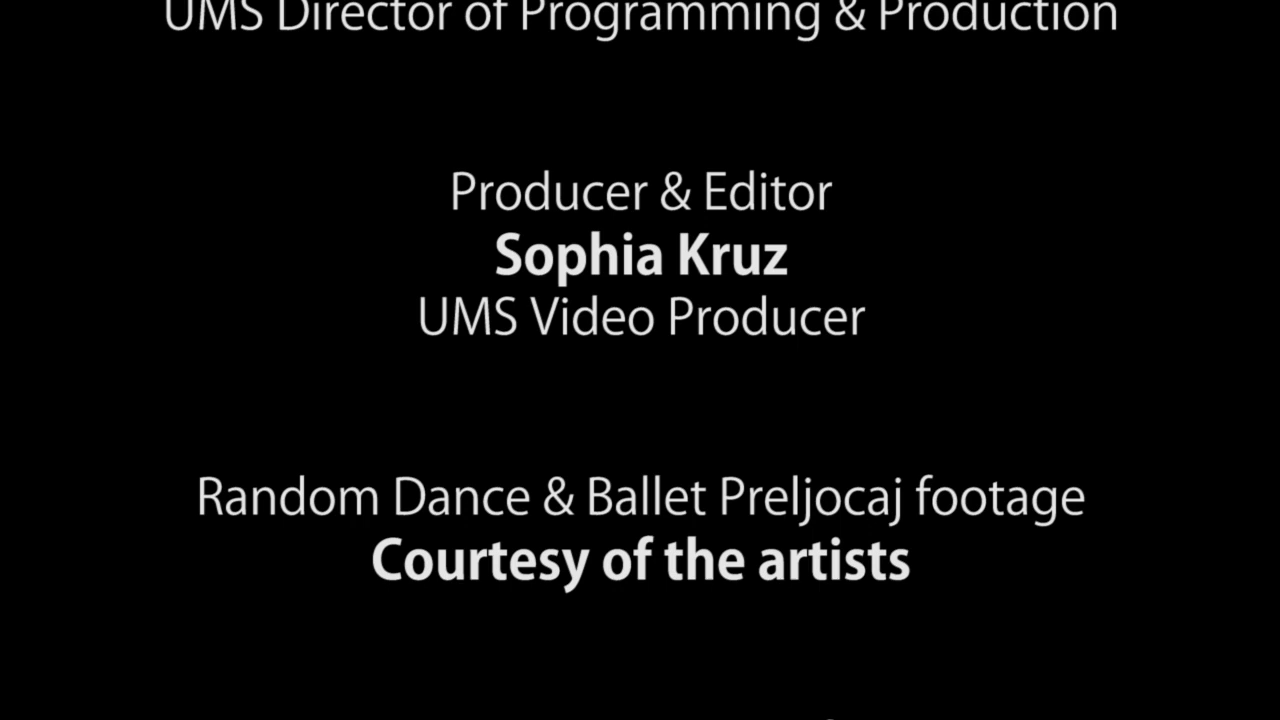 UMS Director of Programming & Production
Producer & Editor
Sophia Kruz
UMS Video Producer
Random Dance & Ballet Preljocaj footage
Courtesy of the artists